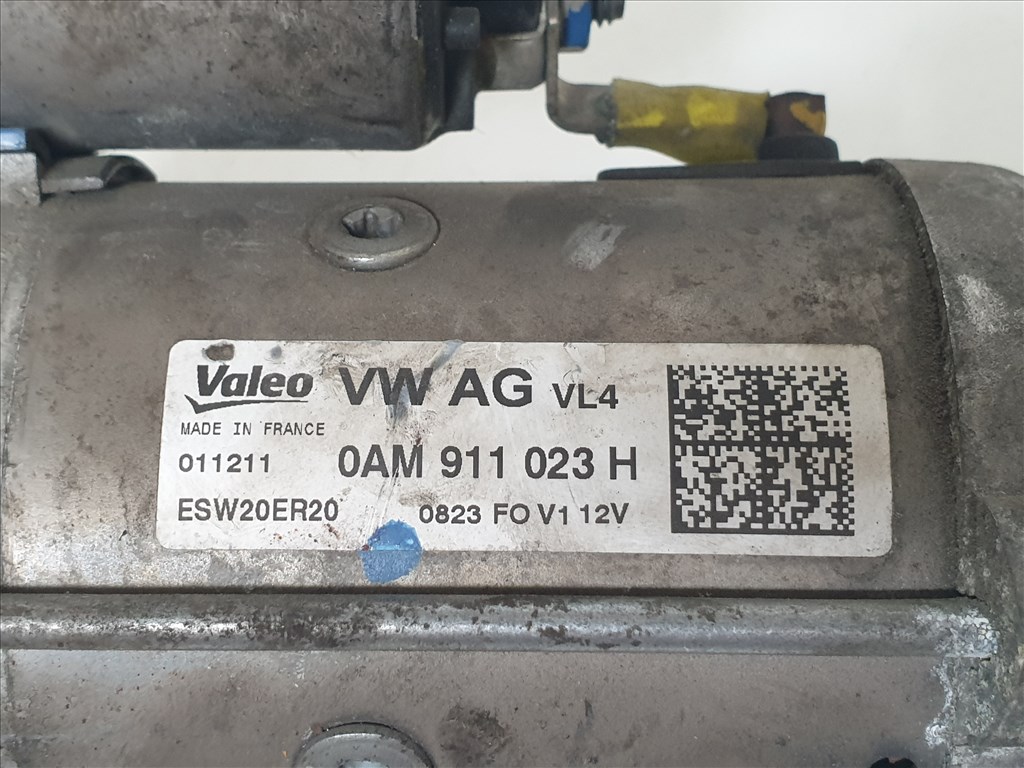 Valeo VW AG VL4
MADE IN FRANCE
011211 0AM 911 023 H
ESW20ER20 0823 FO V1 12V